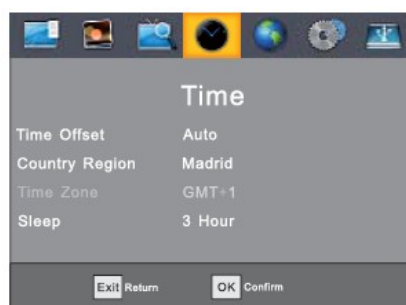 Time
Time Offset Auto
Country Region Madrid
Time Zone GMT+1
Sleep 3 Hour
Exit Return OK Confirm